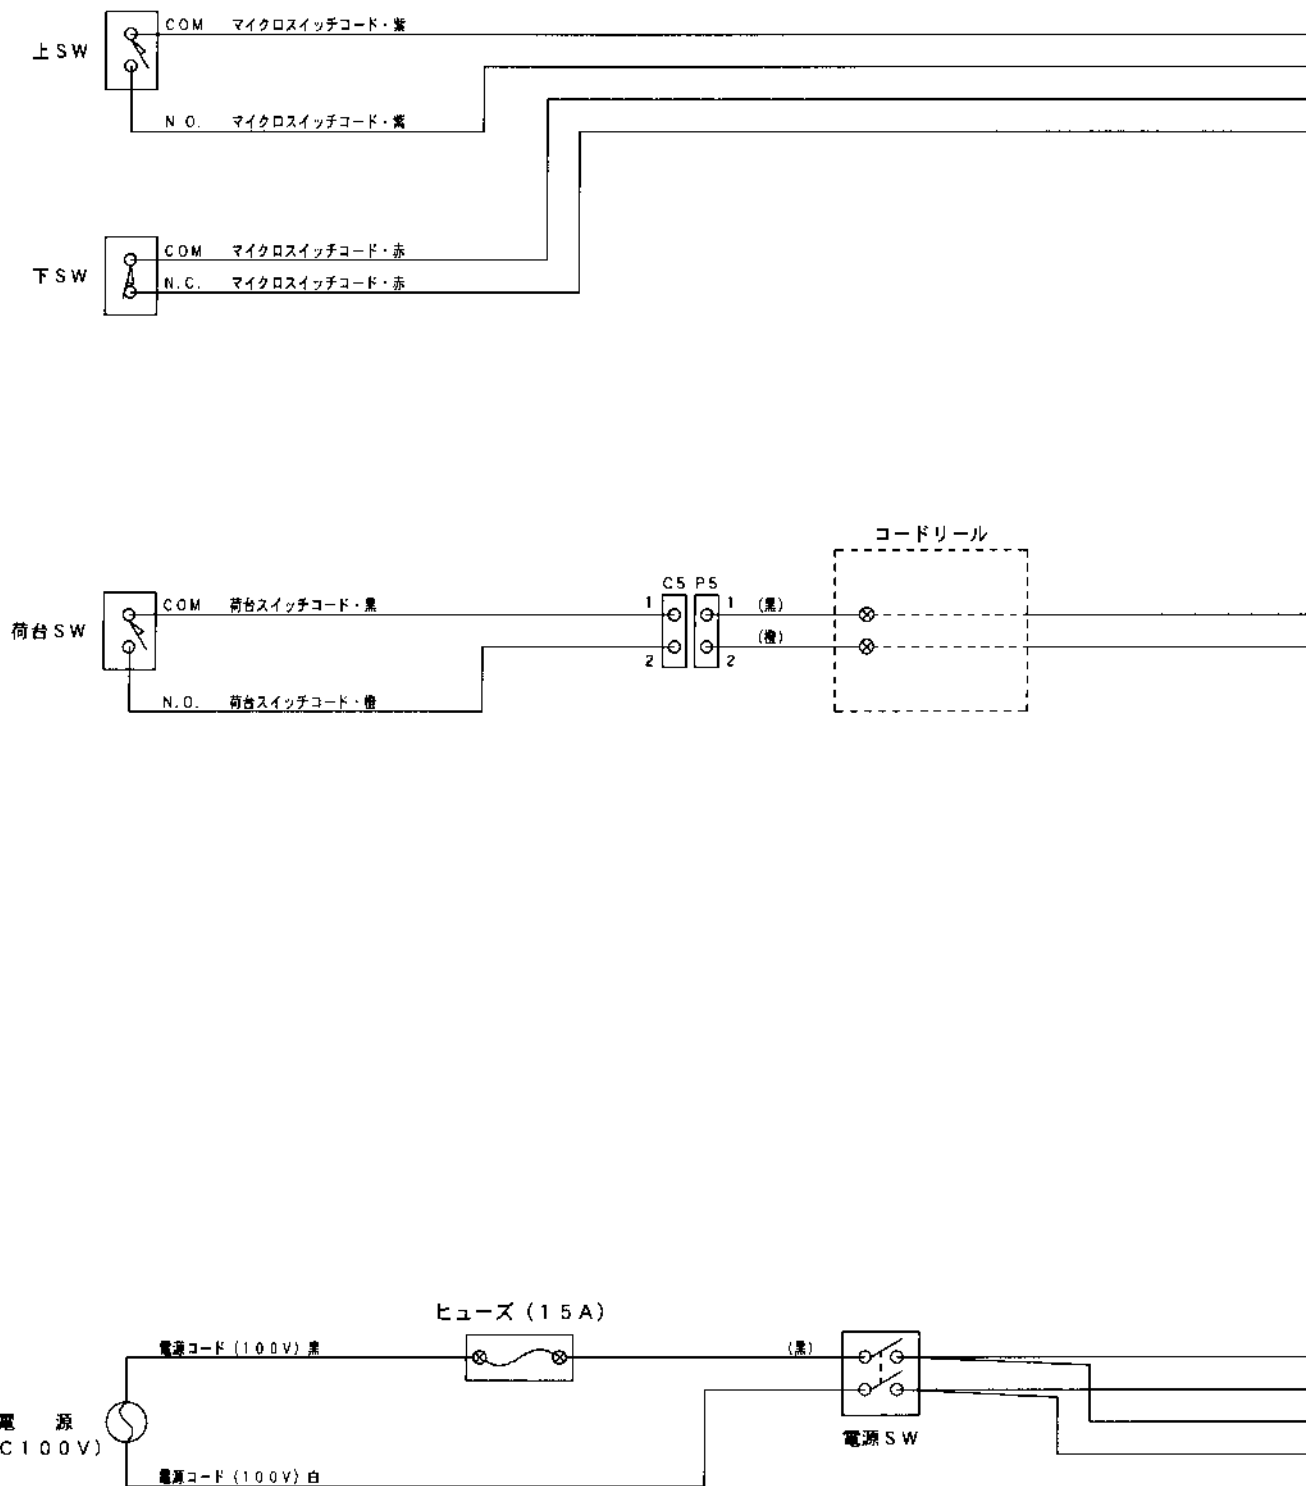 COM マイクロスイッチコード・紫
上SW
N.O. マイクロスイッチコード・紫
COM マイクロスイッチコード・赤
下SW
N.C. マイクロスイッチコード・赤
コードリール
C5 P5
COM 荷台スイッチコード・黒
1 1 (黒)
荷台SW
(橙)
2 2
N.O. 荷台スイッチコード・橙
ヒューズ (15A)
電源コード (100V) 黒
(黒)
電 源
C100V)
電源SW
電源コード (100V) 白